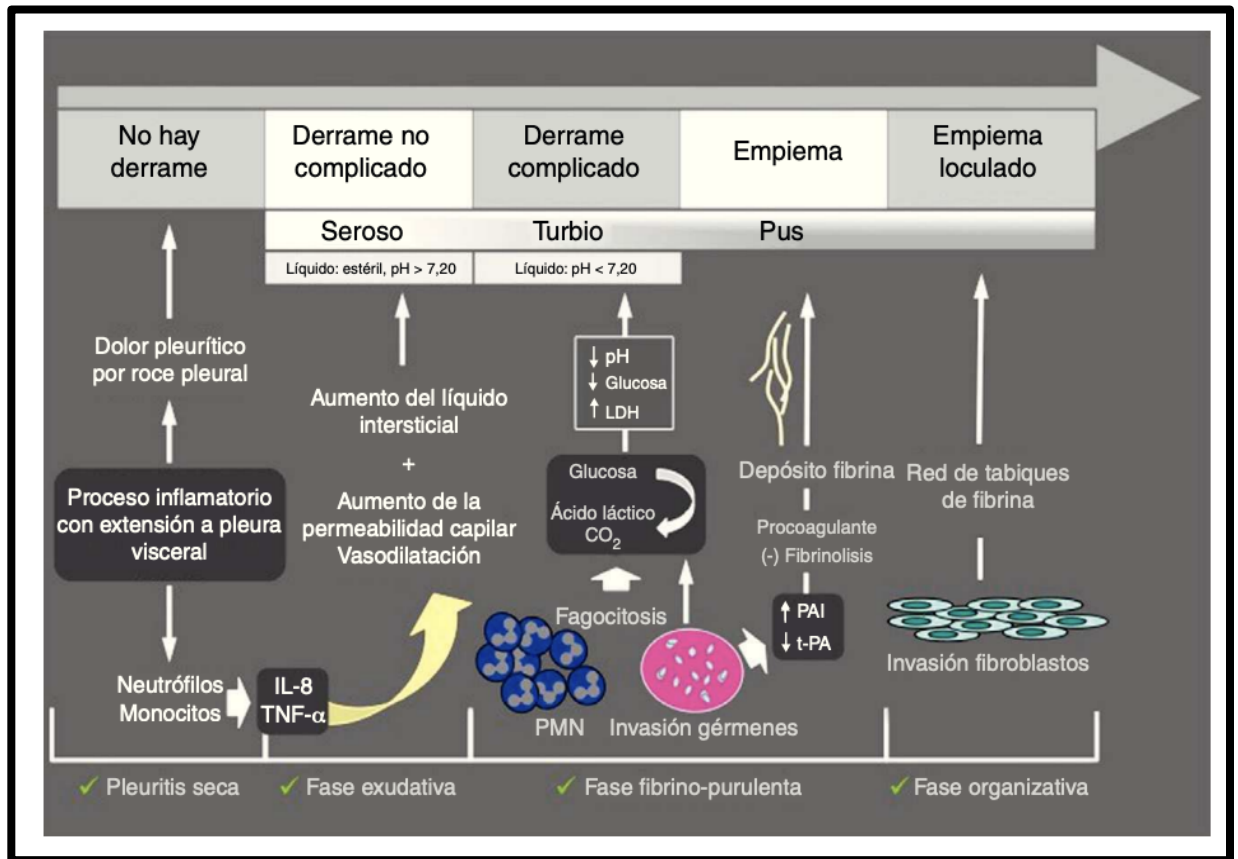 No hay
derrame
Derrame no
complicado
Derrame
complicado
Empiema
Empiema
loculado
Seroso
Turbio
Pus
Líquido: estéril, pH > 7,20
Líquido: pH < 7,20
Dolor pleurítico
por roce pleural
Proceso inflamatorio
con extensión a pleura
visceral
Neutrófilos
Monocitos
IL-8
TNF-α
Aumento del líquido
intersticial
+
Aumento de la
permeabilidad capilar
Vasodilatación
↓ pH
↓ Glucosa
↑ LDH
Glucosa
Ácido láctico
CO₂
Fagocitosis
PMN
Invasión gérmenes
Depósito fibrina
Procoagulante
(-) Fibrinolisis
↑ PAI
↓ t-PA
Red de tabiques
de fibrina
Invasión fibroblastos
✓ Pleuritis seca
✓ Fase exudativa
✓ Fase fibrino-purulenta
✓ Fase organizativa